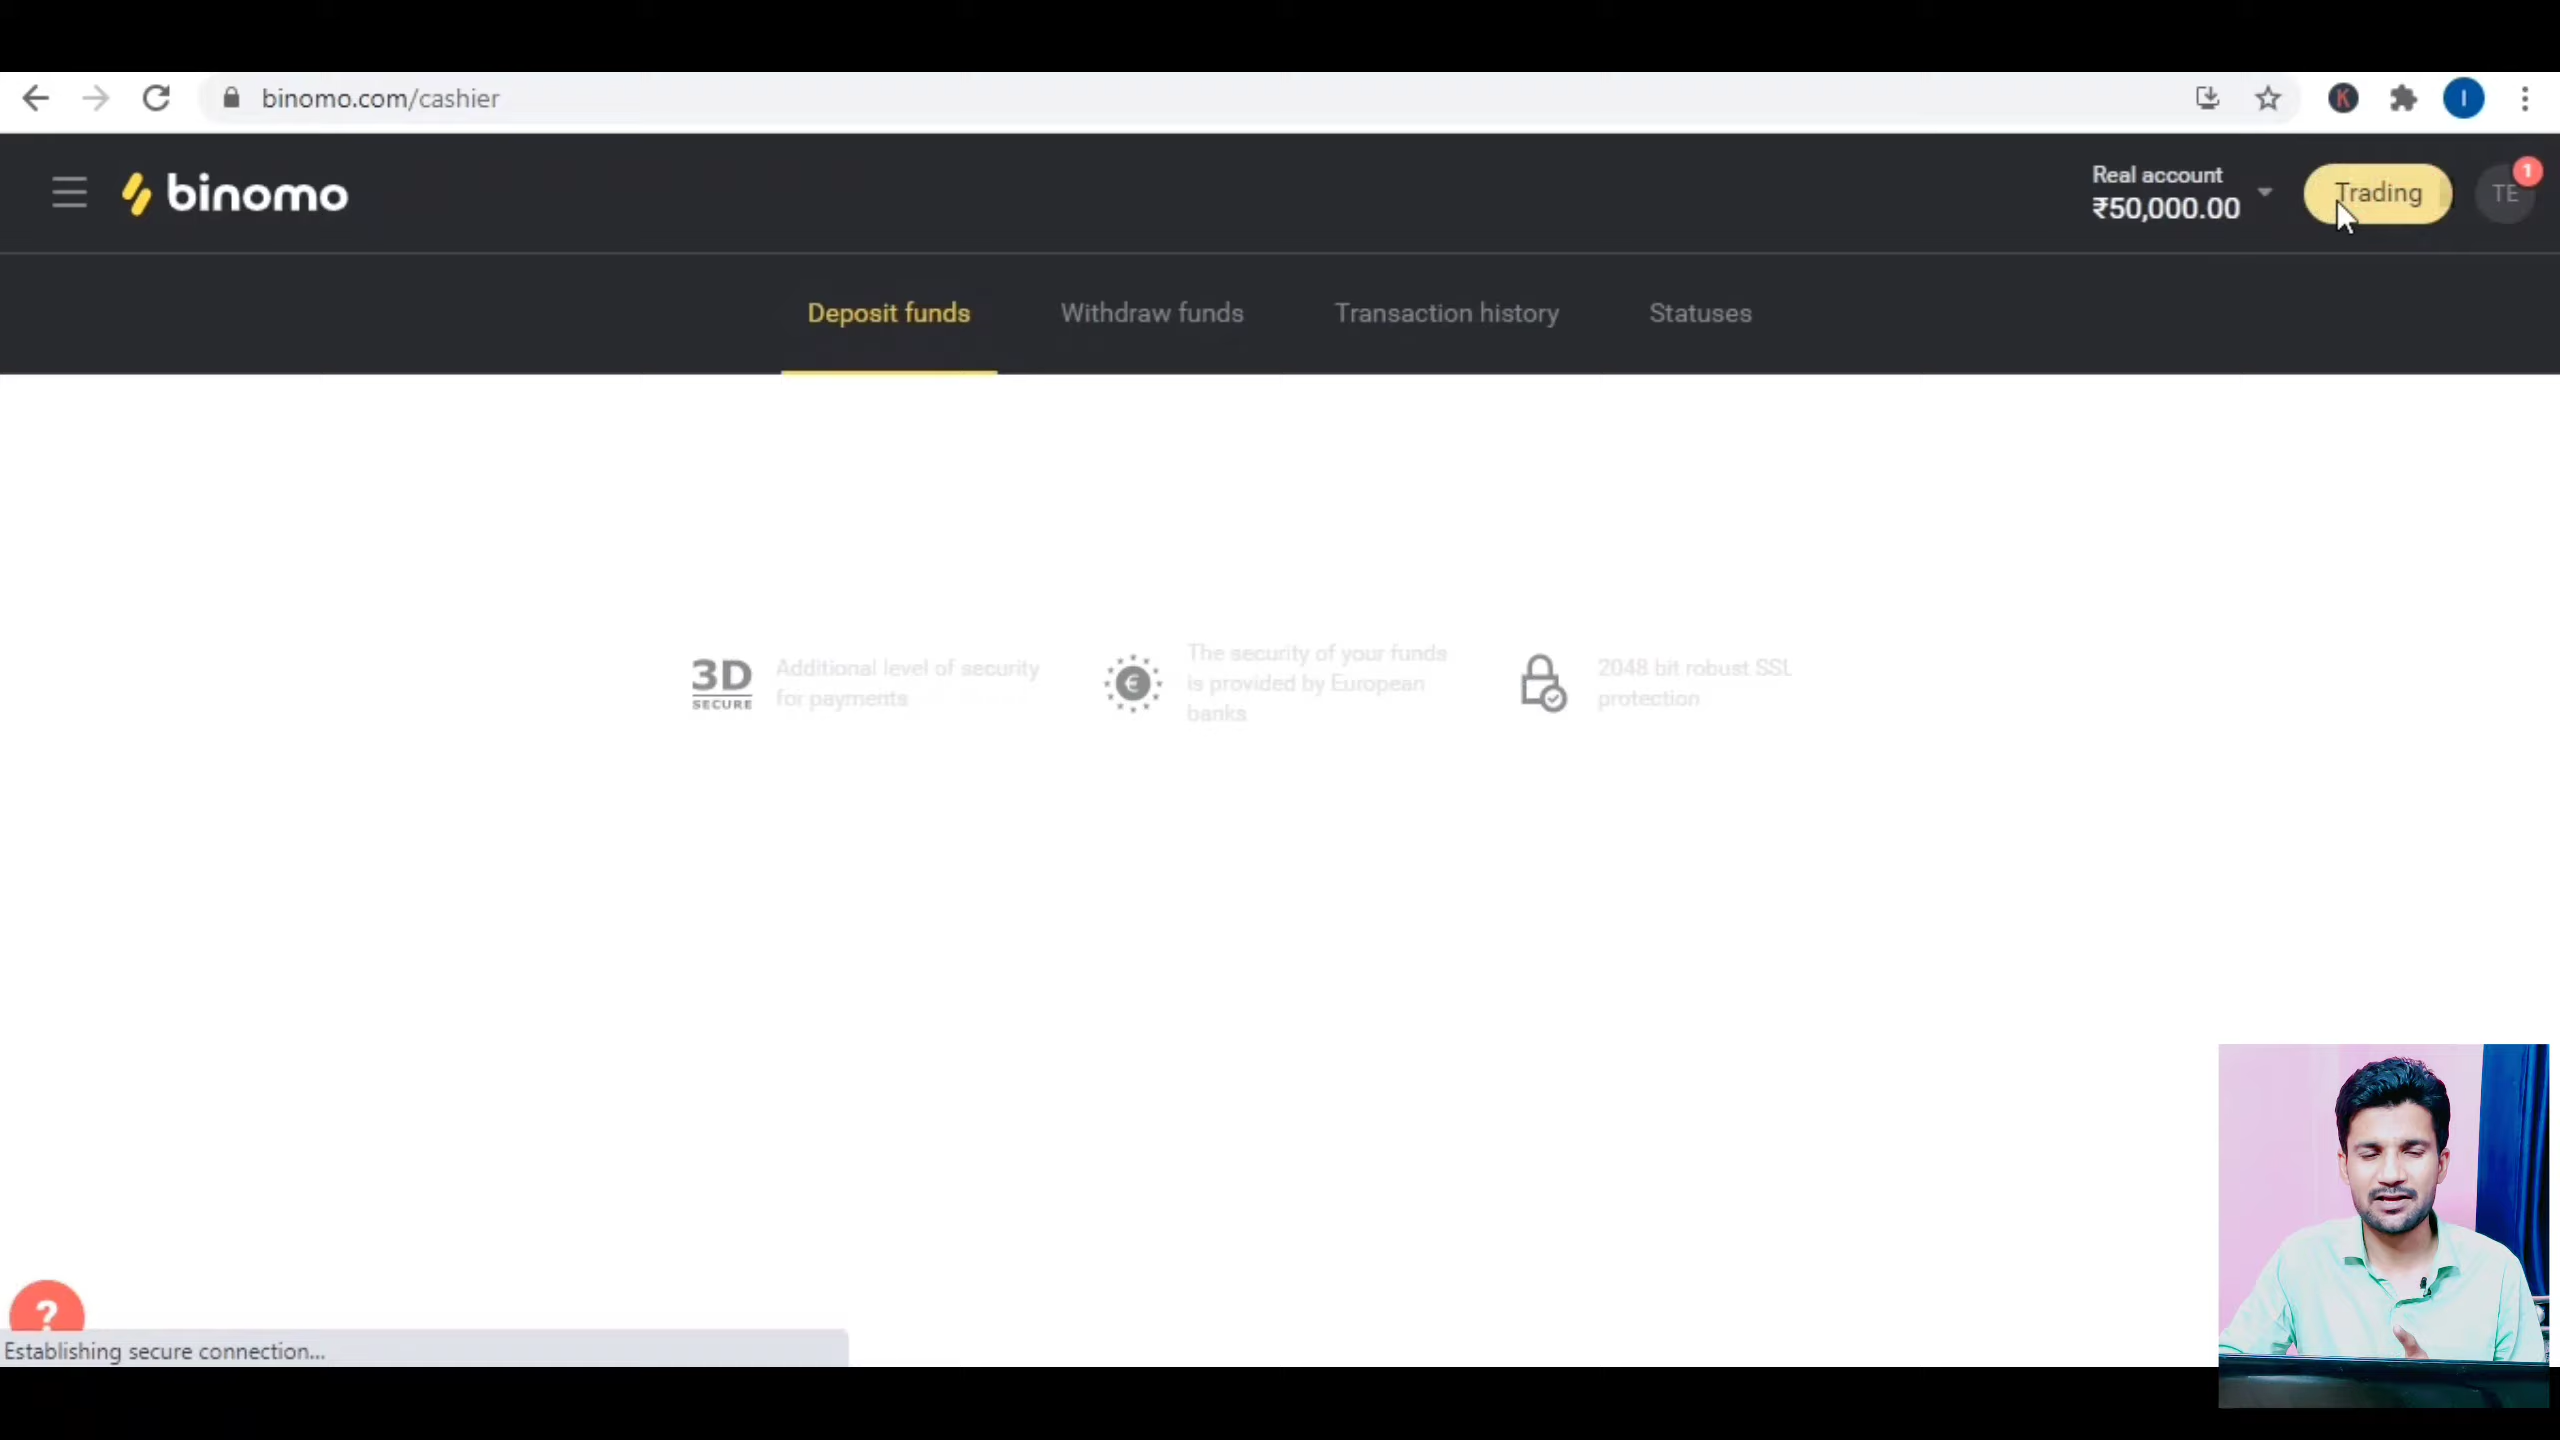 binomo.com/cashier
K
I
binomo
Real account
₹50,000.00
Trading
TE
1
Deposit funds
Withdraw funds
Transaction history
Statuses
3D
SECURE
Additional level of security
for payments
€
The security of your funds
is provided by European
banks
2048 bit robust SSL
protection
?
Establishing secure connection...